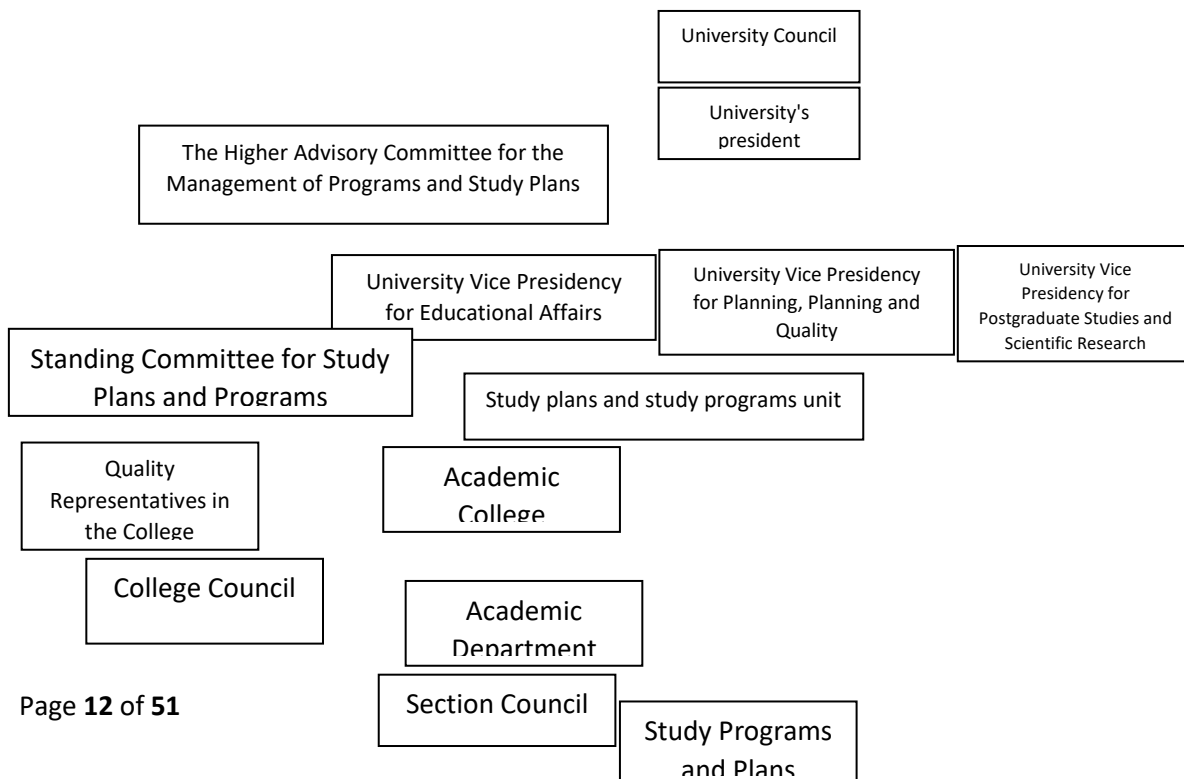 University Council
University's
president
The Higher Advisory Committee for the
Management of Programs and Study Plans
University Vice Presidency
for Educational Affairs
University Vice Presidency
for Planning, Planning and
Quality
University Vice
Presidency for
Postgraduate Studies and
Scientific Research
Standing Committee for Study
Plans and Programs
Study plans and study programs unit
Quality
Representatives in
the College
Academic
College
College Council
Academic
Department
Section Council
Study Programs
and Plans
Page 12 of 51